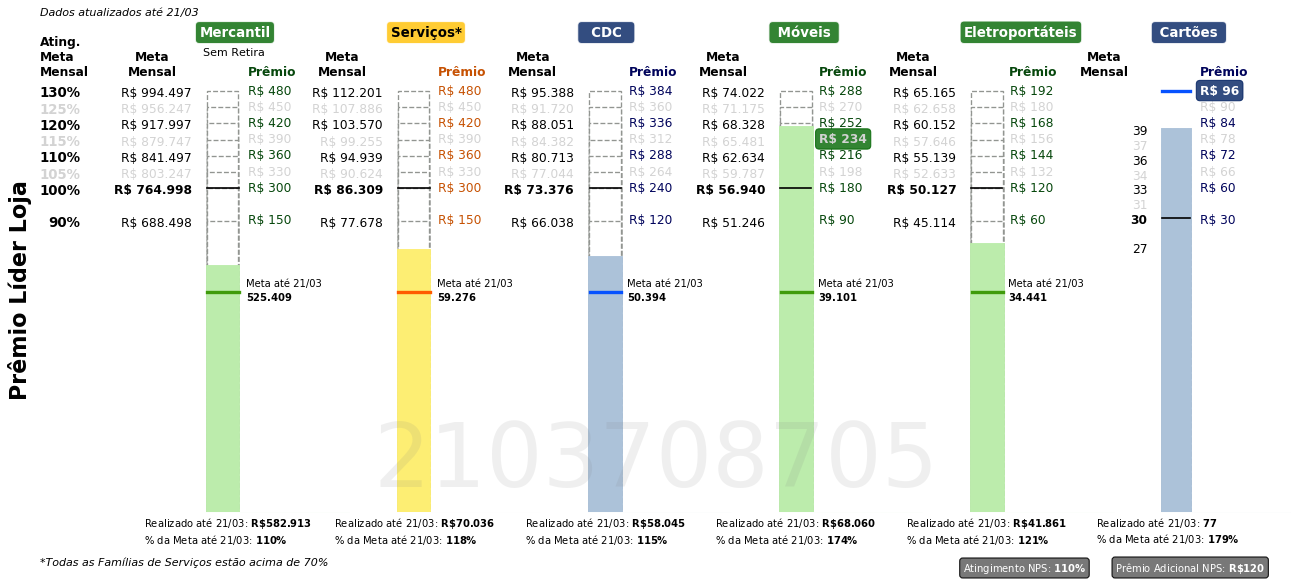 Dados atualizados até 21/03
Mercantil Serviços* CDC Móveis Eletroportáteis Cartões
Sem Retira
Ating. Meta Mensal Meta Mensal Prêmio Meta Mensal Prêmio Meta Mensal Prêmio Meta Mensal Prêmio Meta Mensal Prêmio Meta Mensal Prêmio
130% R$ 994.497 R$ 480 R$ 112.201 R$ 480 R$ 95.388 R$ 384 R$ 74.022 R$ 288 R$ 65.165 R$ 192 R$ 96
125% R$ 956.247 R$ 450 R$ 107.886 R$ 450 R$ 91.720 R$ 360 R$ 71.175 R$ 270 R$ 62.658 R$ 180 R$ 90
120% R$ 917.997 R$ 420 R$ 103.570 R$ 420 R$ 88.051 R$ 336 R$ 68.328 R$ 252 R$ 60.152 R$ 168 39 R$ 84
115% R$ 879.747 R$ 390 R$ 99.255 R$ 390 R$ 84.382 R$ 312 R$ 65.481 R$ 234 R$ 57.646 R$ 156 37 R$ 78
110% R$ 841.497 R$ 360 R$ 94.939 R$ 360 R$ 80.713 R$ 288 R$ 62.634 R$ 216 R$ 55.139 R$ 144 36 R$ 72
105% R$ 803.247 R$ 330 R$ 90.624 R$ 330 R$ 77.044 R$ 264 R$ 59.787 R$ 198 R$ 52.633 R$ 132 34 R$ 66
100% R$ 764.998 R$ 300 R$ 86.309 R$ 300 R$ 73.376 R$ 240 R$ 56.940 R$ 180 R$ 50.127 R$ 120 33 R$ 60
31
90% R$ 688.498 R$ 150 R$ 77.678 R$ 150 R$ 66.038 R$ 120 R$ 51.246 R$ 90 R$ 45.114 R$ 60 30 R$ 30
27
Prêmio Líder Loja
Meta até 21/03 Meta até 21/03 Meta até 21/03 Meta até 21/03 Meta até 21/03
525.409 59.276 50.394 39.101 34.441
2103708705
Realizado até 21/03: R$582.913 Realizado até 21/03: R$70.036 Realizado até 21/03: R$58.045 Realizado até 21/03: R$68.060 Realizado até 21/03: R$41.861 Realizado até 21/03: 77
% da Meta até 21/03: 110% % da Meta até 21/03: 118% % da Meta até 21/03: 115% % da Meta até 21/03: 174% % da Meta até 21/03: 121% % da Meta até 21/03: 179%
*Todas as Famílias de Serviços estão acima de 70%
Atingimento NPS: 110% Prêmio Adicional NPS: R$120